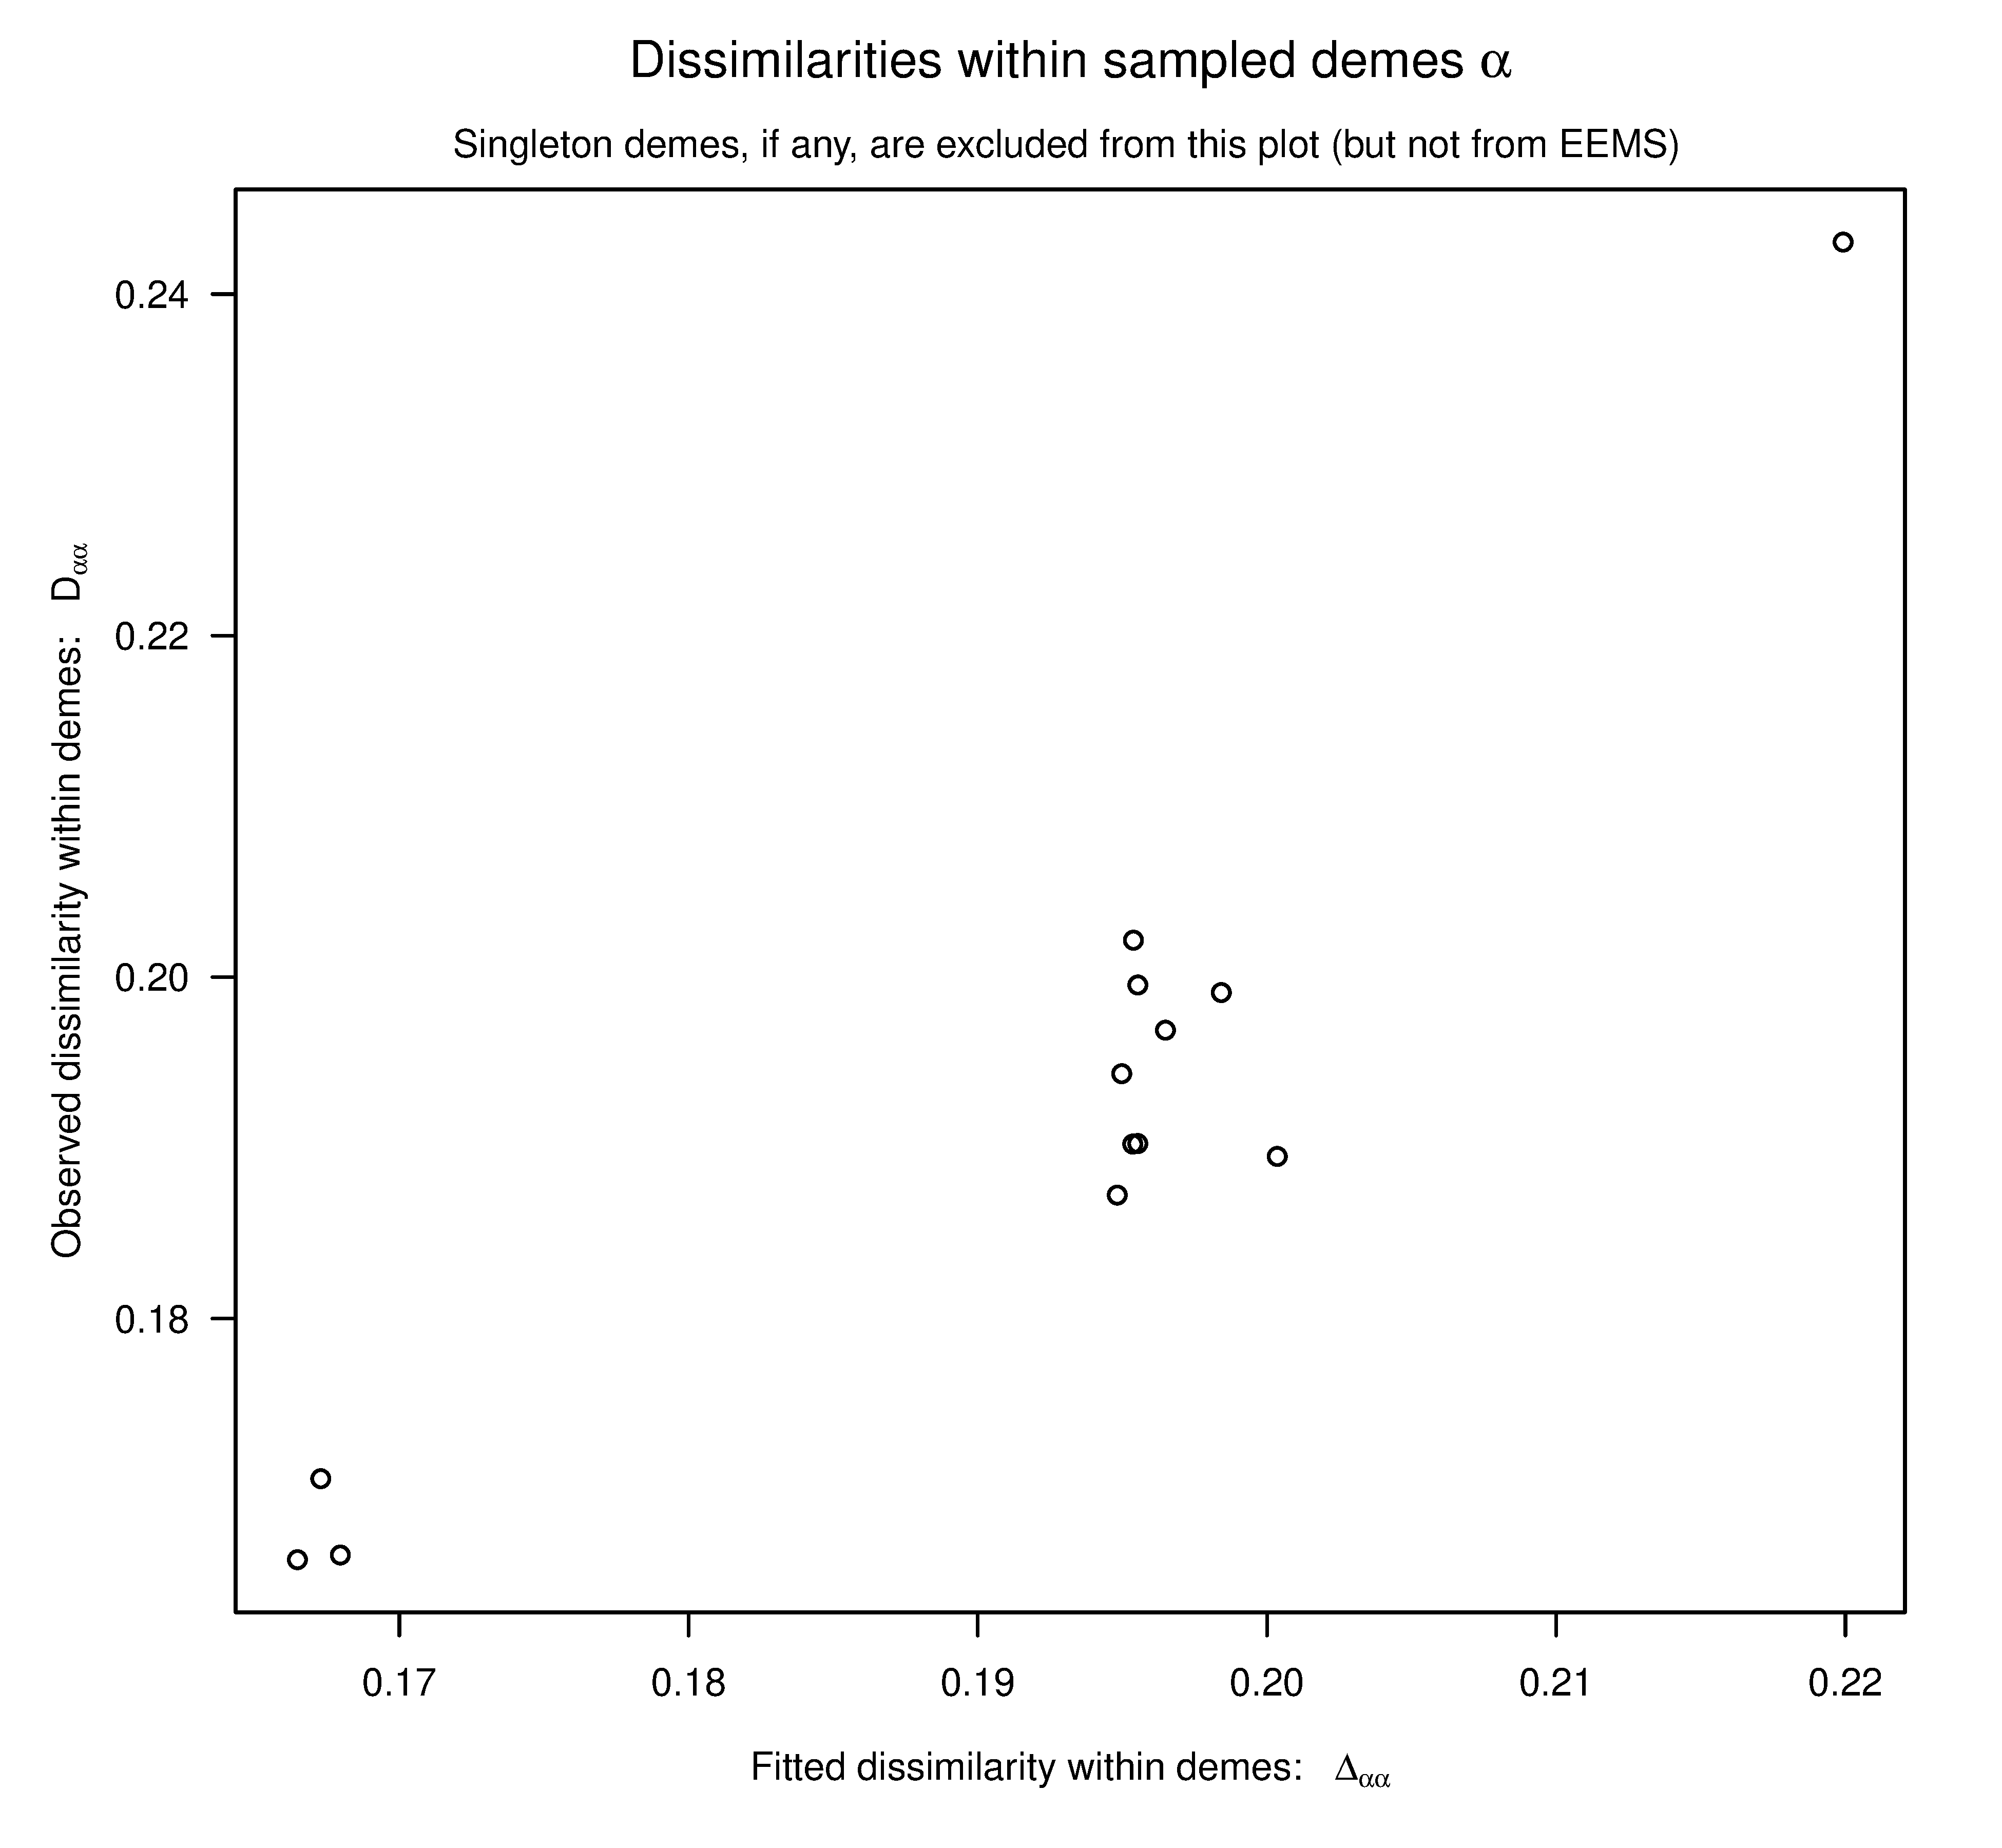 Dissimilarities within sampled demes α
Singleton demes, if any, are excluded from this plot (but not from EEMS)
Observed dissimilarity within demes: Dαα
0.24
0.22
0.20
0.18
0.17 0.18 0.19 0.20 0.21 0.22
Fitted dissimilarity within demes: Δαα